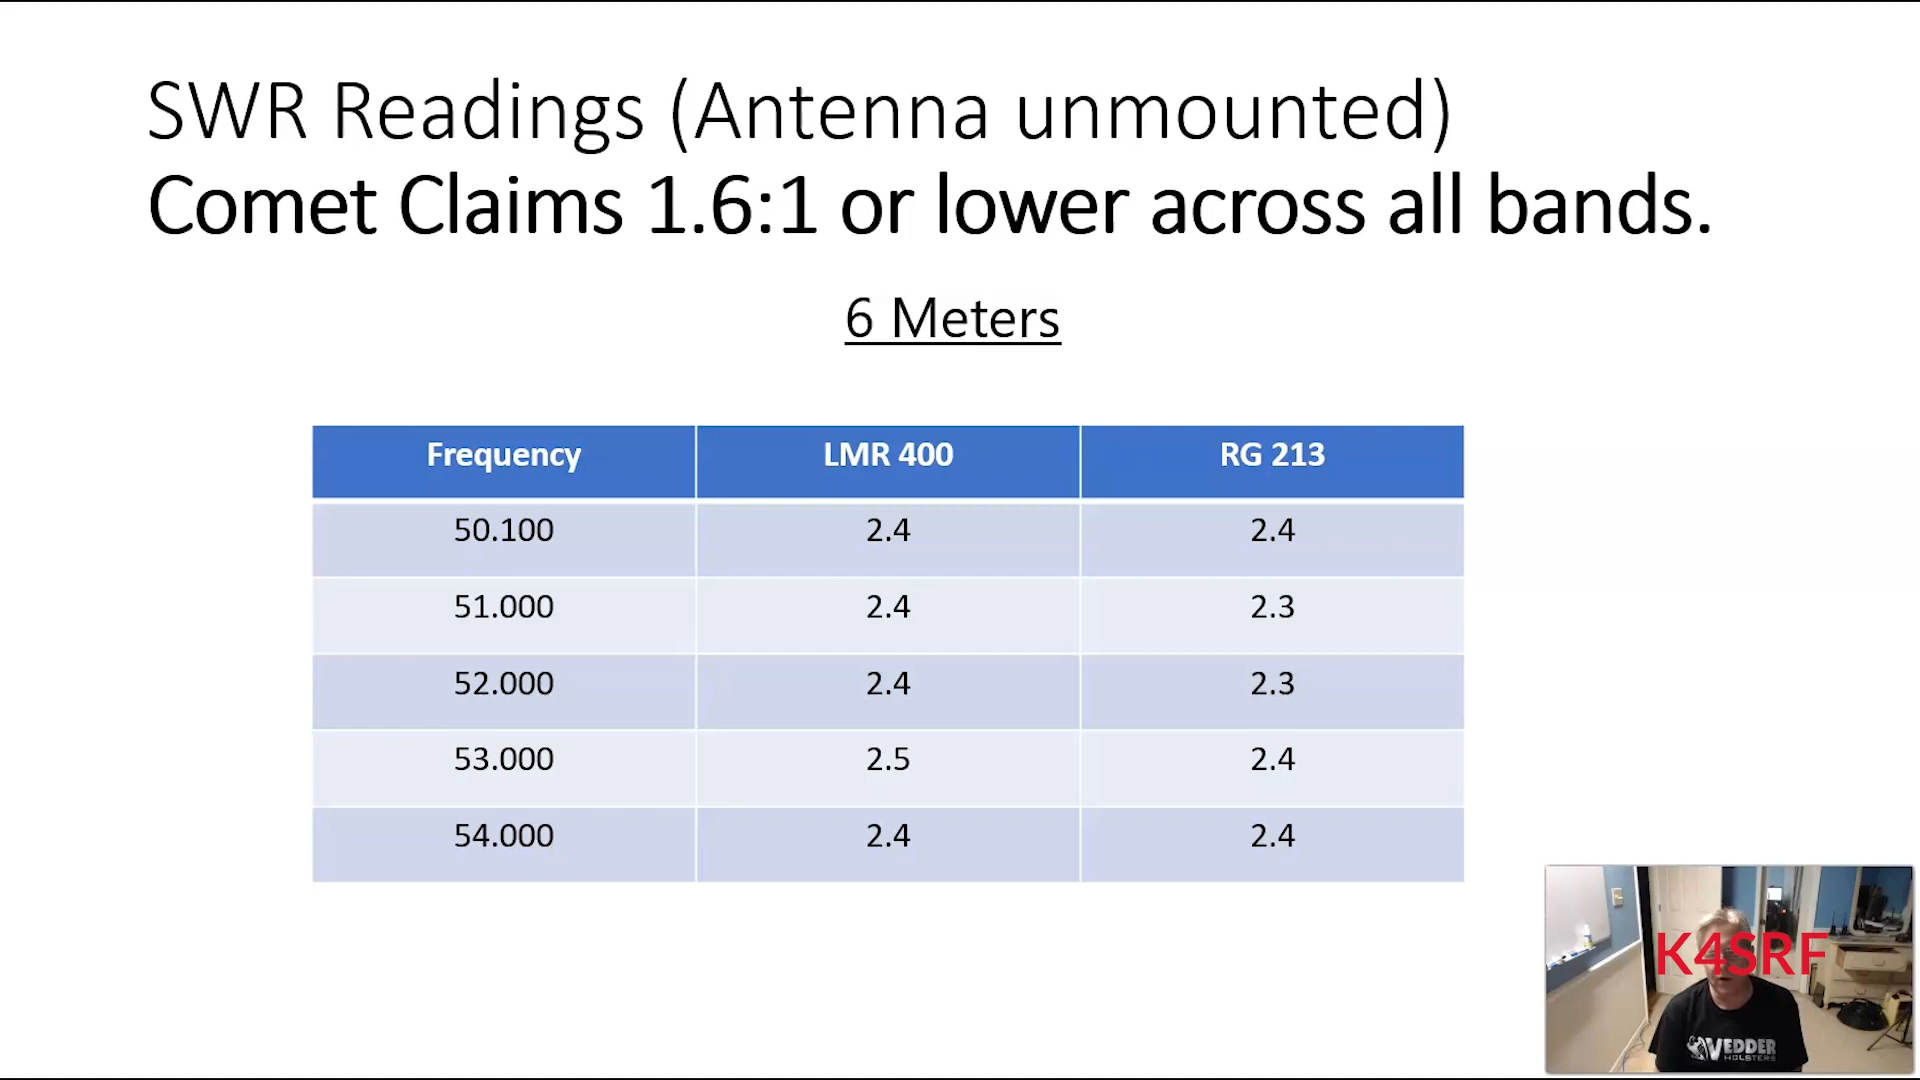 SWR Readings (Antenna unmounted)
Comet Claims 1.6:1 or lower across all bands.
6 Meters
Frequency LMR 400 RG 213
50.100 2.4 2.4
51.000 2.4 2.3
52.000 2.4 2.3
53.000 2.5 2.4
54.000 2.4 2.4
K4SRF
VEDDER
HOLSTERS